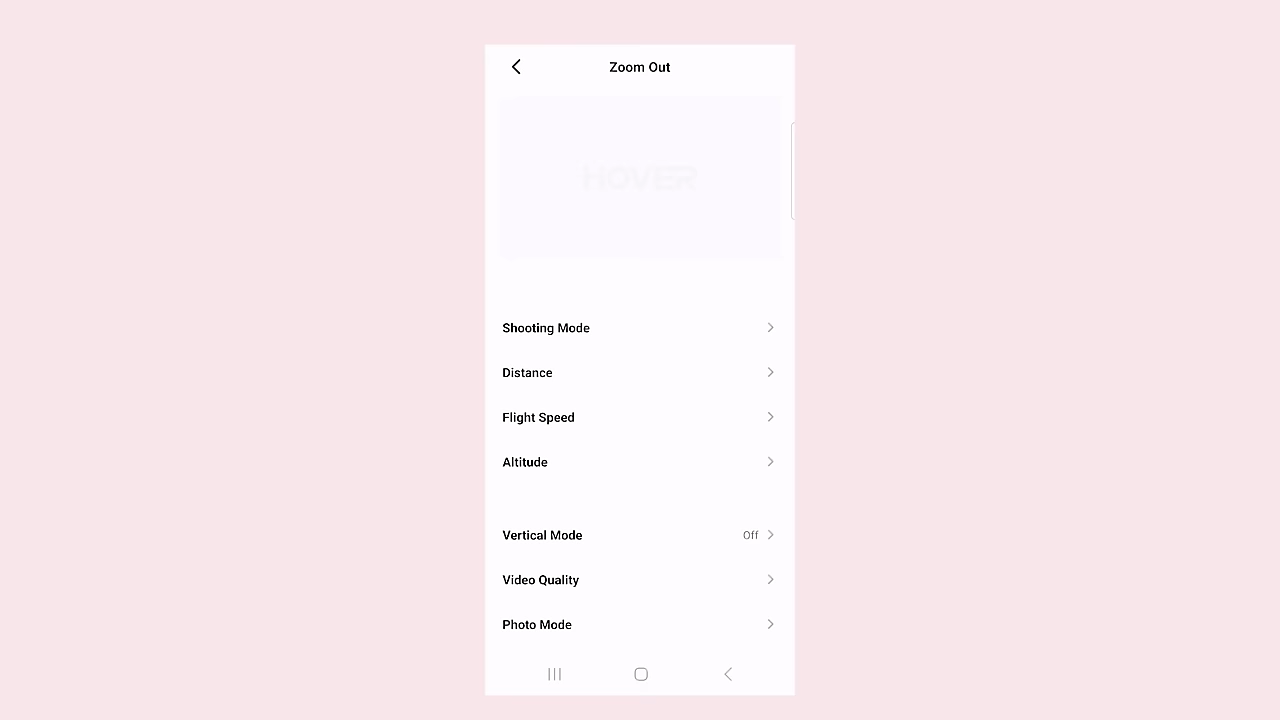 Zoom Out
HOVER
Shooting Mode
Distance
Flight Speed
Altitude
Vertical Mode Off
Video Quality
Photo Mode